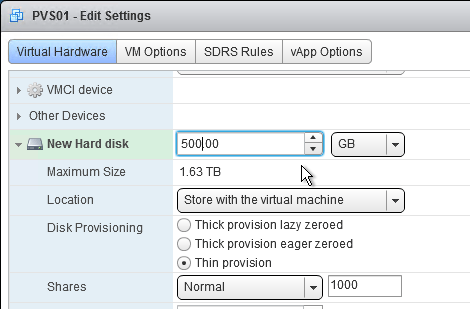 PVS01 - Edit Settings
Virtual Hardware VM Options SDRS Rules vApp Options
VMCI device
Other Devices
New Hard disk 500.00 GB
Maximum Size 1.63 TB
Location Store with the virtual machine
Disk Provisioning Thick provision lazy zeroed
Thick provision eager zeroed
Thin provision
Shares Normal 1000